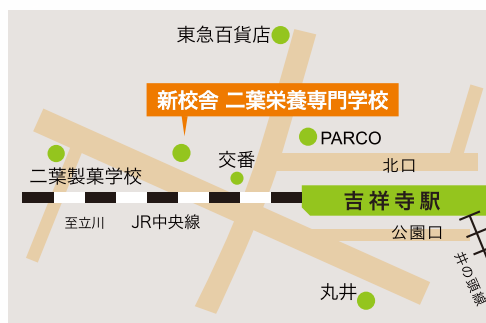 東急百貨店
新校舎 二葉栄養専門学校
PARCO
交番
北口
二葉製菓学校
吉祥寺駅
至立川
JR中央線
公園口
井の頭線
丸井